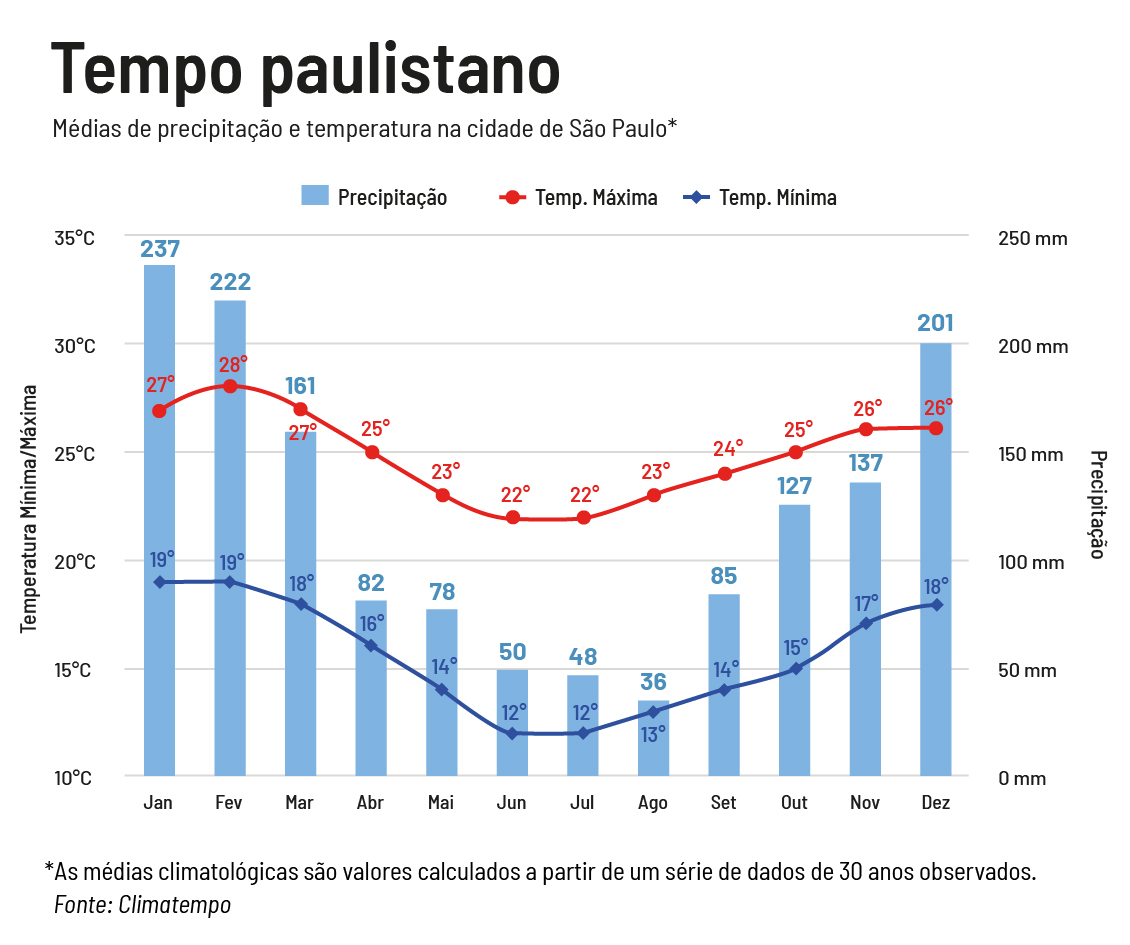 Tempo paulistano
Médias de precipitação e temperatura na cidade de São Paulo*
Precipitação Temp. Máxima Temp. Mínima
35°C
30°C
25°C
20°C
15°C
10°C
Temperatura Mínima/Máxima
250 mm
200 mm
150 mm
100 mm
50 mm
0 mm
Precipitação
237
222
161
82
78
50
48
36
85
127
137
201
27°
28°
27°
25°
23°
22°
22°
23°
24°
25°
26°
26°
19°
19°
18°
16°
14°
12°
12°
13°
14°
15°
17°
18°
Jan Fev Mar Abr Mai Jun Jul Ago Set Out Nov Dez
*As médias climatológicas são valores calculados a partir de um série de dados de 30 anos observados.
Fonte: Climatempo